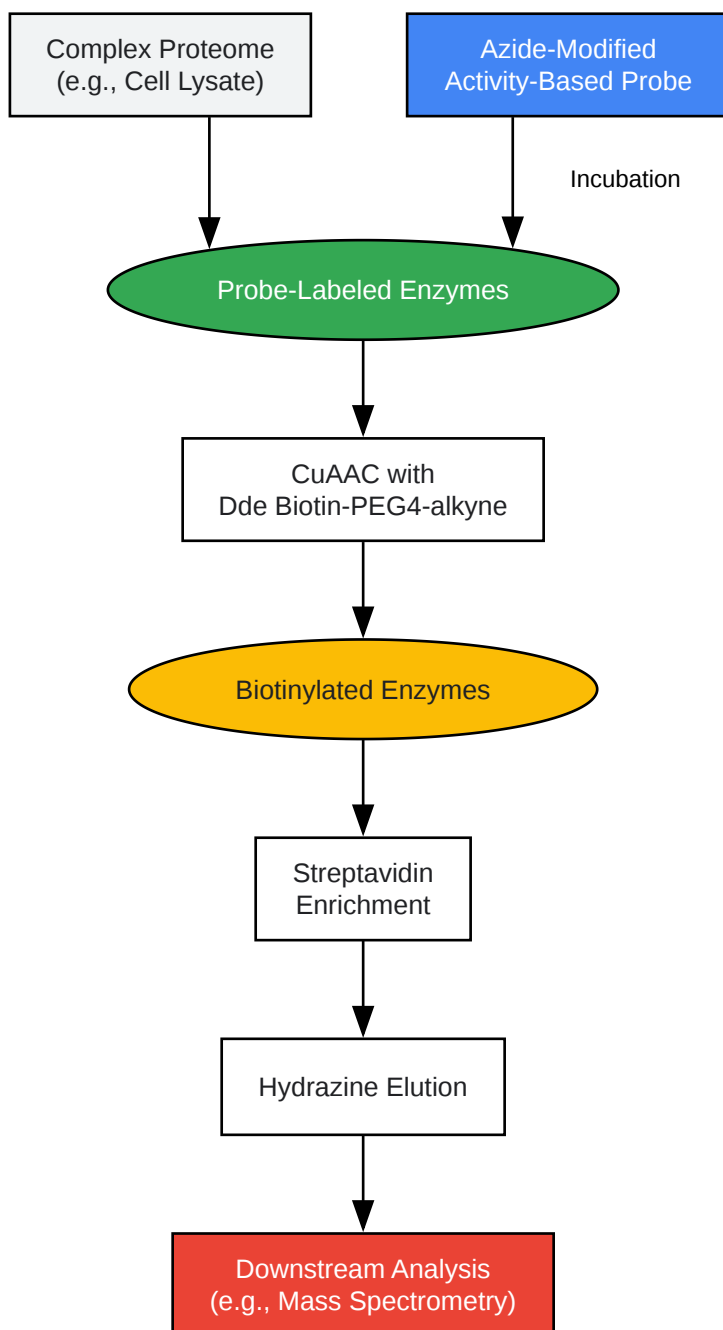 Complex Proteome
(e.g., Cell Lysate)
Azide-Modified
Activity-Based Probe
Incubation
Probe-Labeled Enzymes
CuAAC with
Dde Biotin-PEG4-alkyne
Biotinylated Enzymes
Streptavidin
Enrichment
Hydrazine Elution
Downstream Analysis
(e.g., Mass Spectrometry)